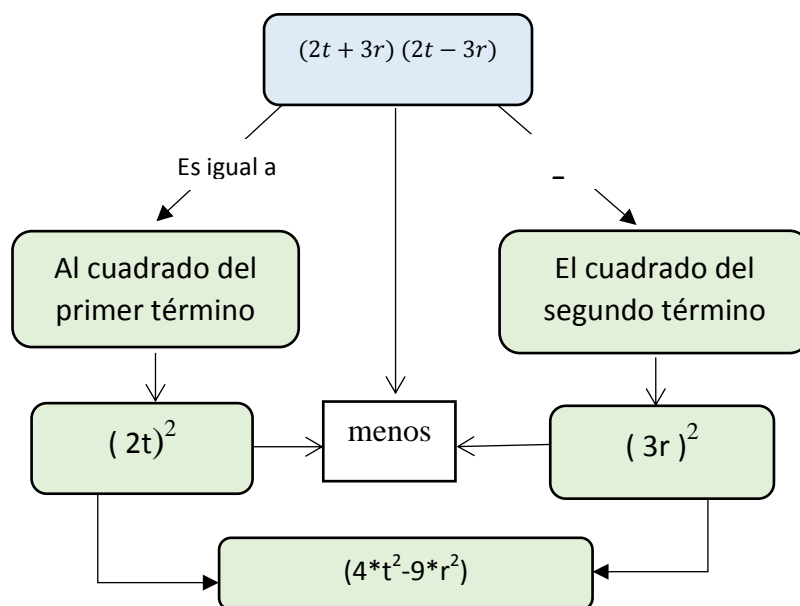 (2t + 3r) (2t − 3r)
Es igual a
–
Al cuadrado del
primer término
El cuadrado del
segundo término
( 2t)²
menos
( 3r )²
(4*t²-9*r²)